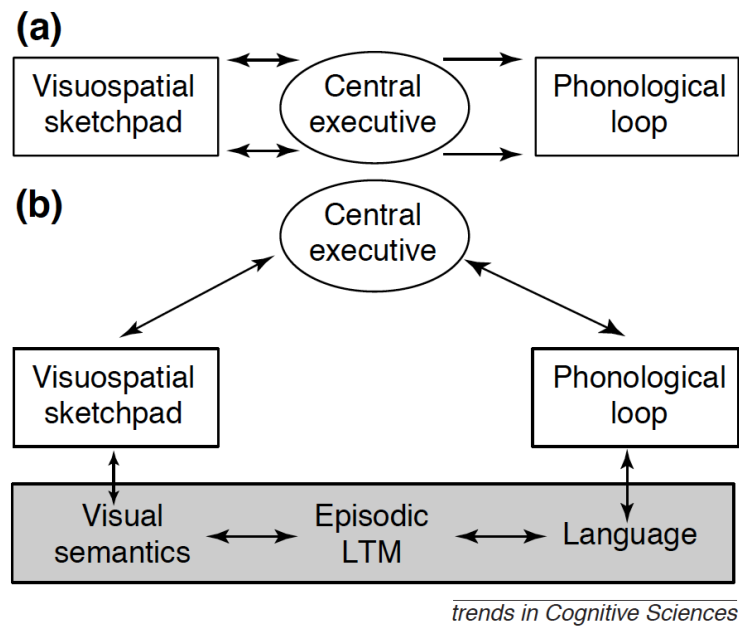 (a)
Visuospatial
sketchpad
Central
executive
Phonological
loop
(b)
Central
executive
Visuospatial
sketchpad
Phonological
loop
Visual
semantics
Episodic
LTM
Language
trends in Cognitive Sciences